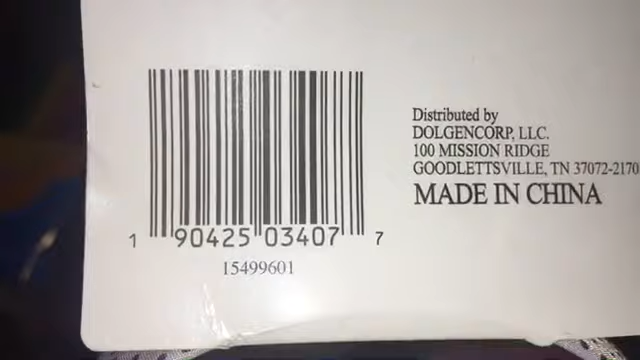 Distributed by
DOLGENCORP, LLC.
100 MISSION RIDGE
GOODLETTSVILLE, TN 37072-2170
MADE IN CHINA
1 90425 03407 7
15499601